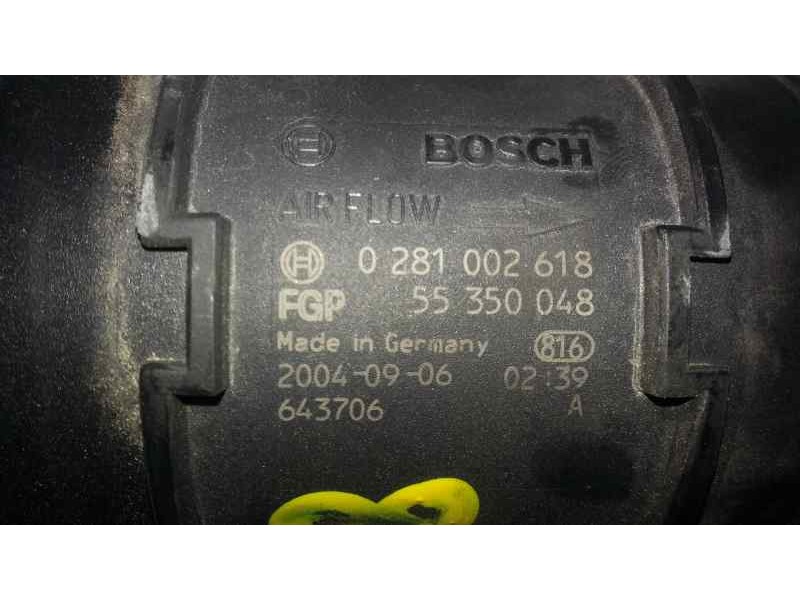 BOSCH
AIR FLOW
0 281 002 618
FGP 55 350 048
Made in Germany 816
2004-09-06 02:39
643706 A